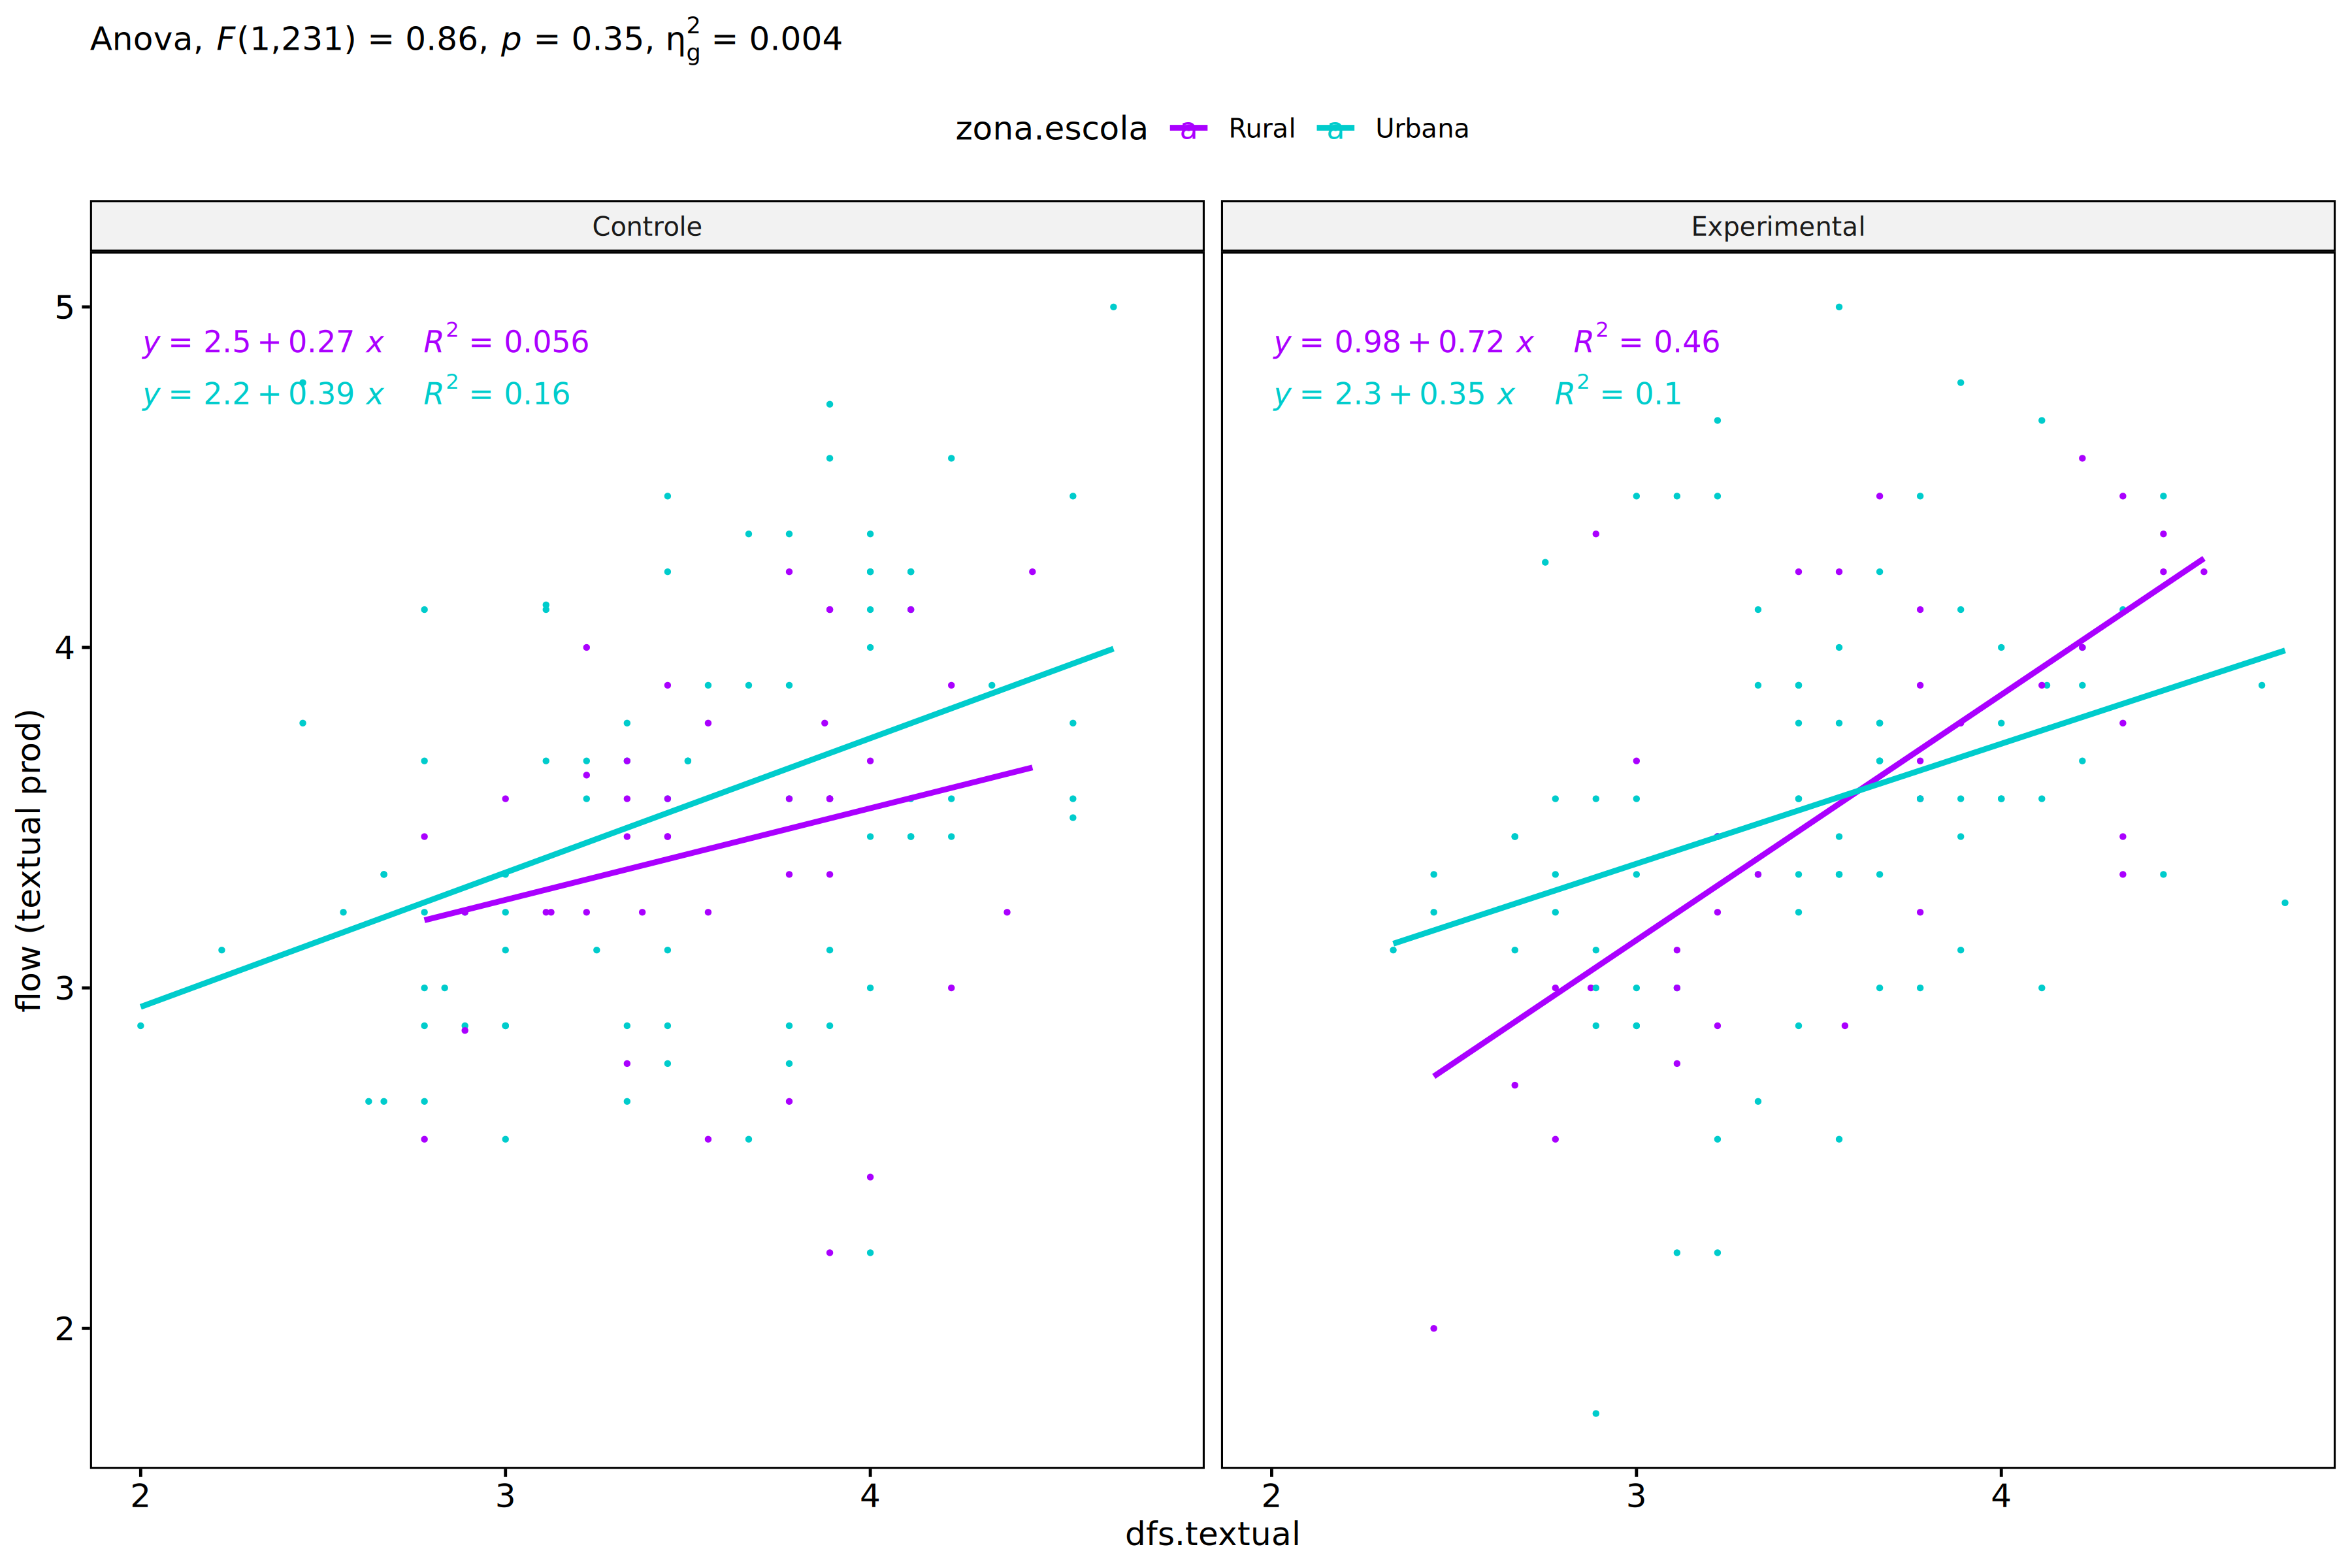 Anova, F(1,231) = 0.86, p = 0.35, η²g = 0.004
zona.escola a Rural a Urbana
Controle
Experimental
y = 2.5 + 0.27 x R² = 0.056
y = 2.2 + 0.39 x R² = 0.16
y = 0.98 + 0.72 x R² = 0.46
y = 2.3 + 0.35 x R² = 0.1
5
4
3
2
flow (textual prod)
2 3 4
2 3 4
dfs.textual